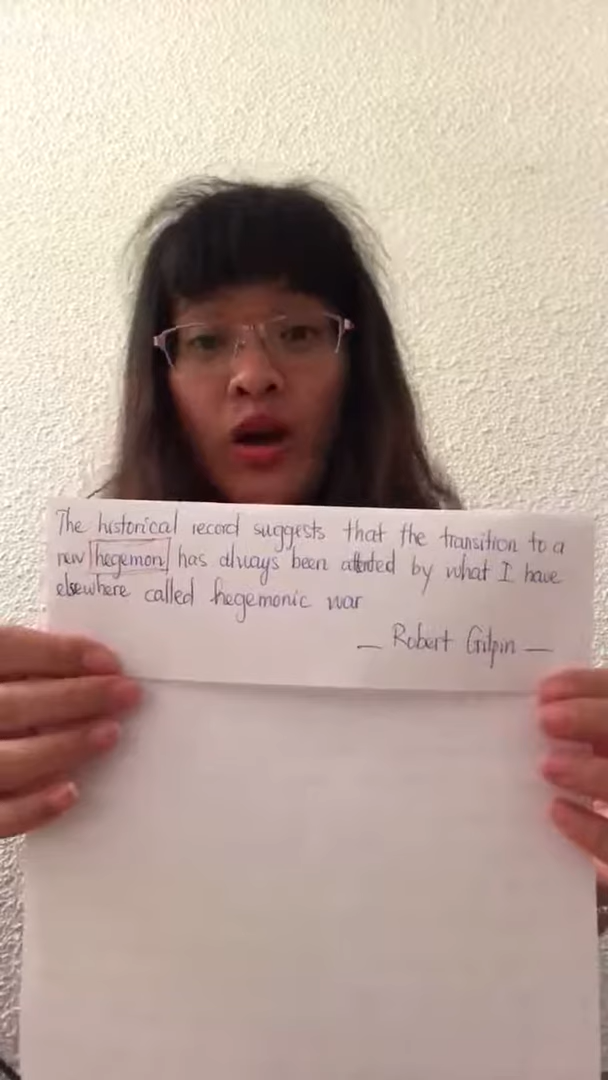 The historical record suggests that the transition to a
new hegemon has always been attended by what I have
elsewhere called hegemonic war
— Robert Gilpin —